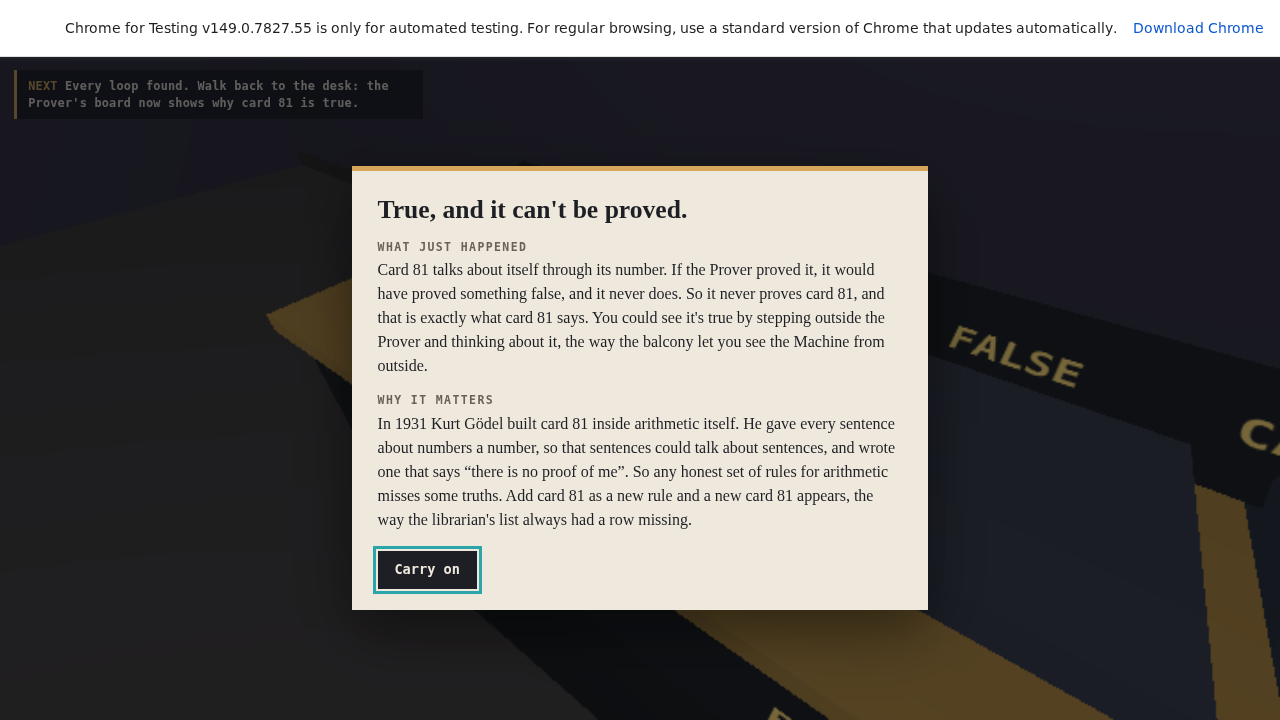 Chrome for Testing v149.0.7827.55 is only for automated testing. For regular browsing, use a standard version of Chrome that updates automatically. Download Chrome
NEXT Every loop found. Walk back to the desk: the
Prover's board now shows why card 81 is true.
True, and it can't be proved.
WHAT JUST HAPPENED
Card 81 talks about itself through its number. If the Prover proved it, it would
have proved something false, and it never does. So it never proves card 81, and
that is exactly what card 81 says. You could see it's true by stepping outside the
Prover and thinking about it, the way the balcony let you see the Machine from
outside.
WHY IT MATTERS
In 1931 Kurt Gödel built card 81 inside arithmetic itself. He gave every sentence
about numbers a number, so that sentences could talk about sentences, and wrote
one that says “there is no proof of me”. So any honest set of rules for arithmetic
misses some truths. Add card 81 as a new rule and a new card 81 appears, the
way the librarian's list always had a row missing.
Carry on
FALSE